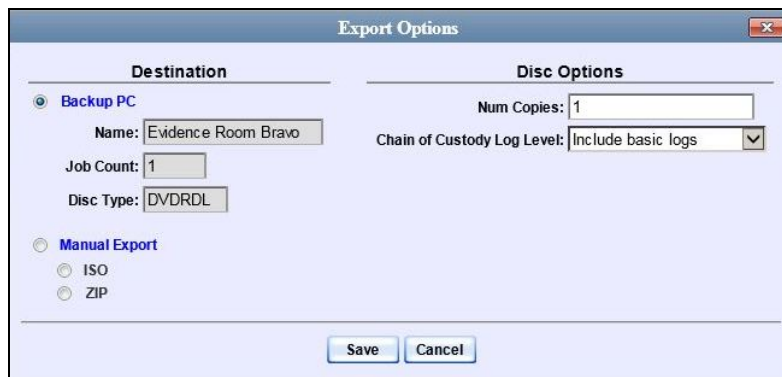 Export Options
Destination
Backup PC
Name: Evidence Room Bravo
Job Count: 1
Disc Type: DVDRDL
Manual Export
ISO
ZIP
Disc Options
Num Copies: 1
Chain of Custody Log Level: Include basic logs
Save
Cancel